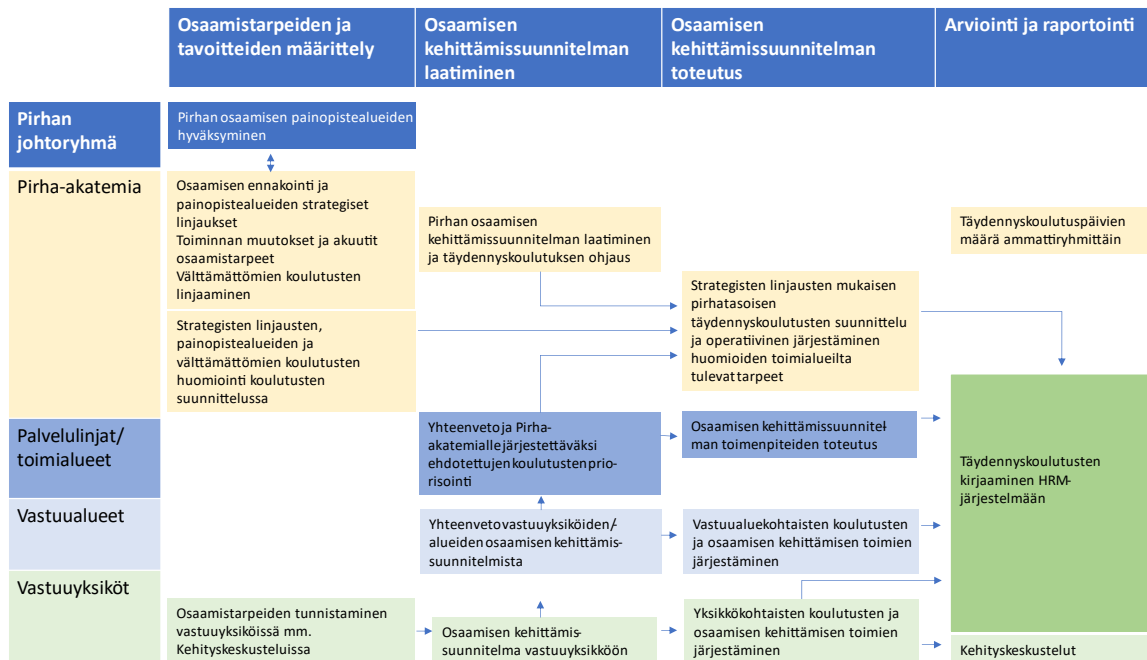 Osaamistarpeiden ja
tavoitteiden määrittely
Osaamisen
kehittämissuunnitelman
laatiminen
Osaamisen
kehittämissuunnitelman
toteutus
Arviointi ja raportointi
Pirhan
johtoryhmä
Pirhan osaamisen painopistealueiden
hyväksyminen
Pirha-akatemia
Osaamisen ennakointi ja
painopistealueiden strategiset
linjaukset
Toiminnan muutokset ja akuutit
osaamistarpeet
Välttämättömien koulutusten
linjaaminen
Pirhan osaamisen
kehittämissuunnitelman laatiminen
ja täydennyskoulutuksen ohjaus
Täydennyskoulutuspäivien
määrä ammattiryhmittäin
Strategisten linjausten,
painopistealueiden ja
välttämättömien koulutusten
huomiointi koulutusten
suunnittelussa
Strategisten linjausten mukaisen
pirhatasoisen
täydennyskoulutusten suunnittelu
ja operatiivinen järjestäminen
huomioiden toimialueilta
tulevat tarpeet
Palvelulinjat/
toimialueet
Yhteenveto ja Pirha-
akatemialle järjestettäväksi
ehdotettujen koulutusten prio-
risointi
Osaamisen kehittämissuunnitel-
man toimenpiteiden toteutus
Täydennyskoulutusten
kirjaaminen HRM-
järjestelmään
Vastuualueet
Yhteenveto vastuuyksiköiden/-
alueiden osaamisen kehittämis-
suunnitelmista
Vastuualuekohtaisten koulutusten
ja osaamisen kehittämisen toimien
järjestäminen
Vastuuyksiköt
Osaamistarpeiden tunnistaminen
vastuuyksiköissä mm.
Kehityskeskusteluissa
Osaamisen kehittämis-
suunnitelma vastuuyksikköön
Yksikkökohtaisten koulutusten ja
osaamisen kehittämisen toimien
järjestäminen
Kehityskeskustelut